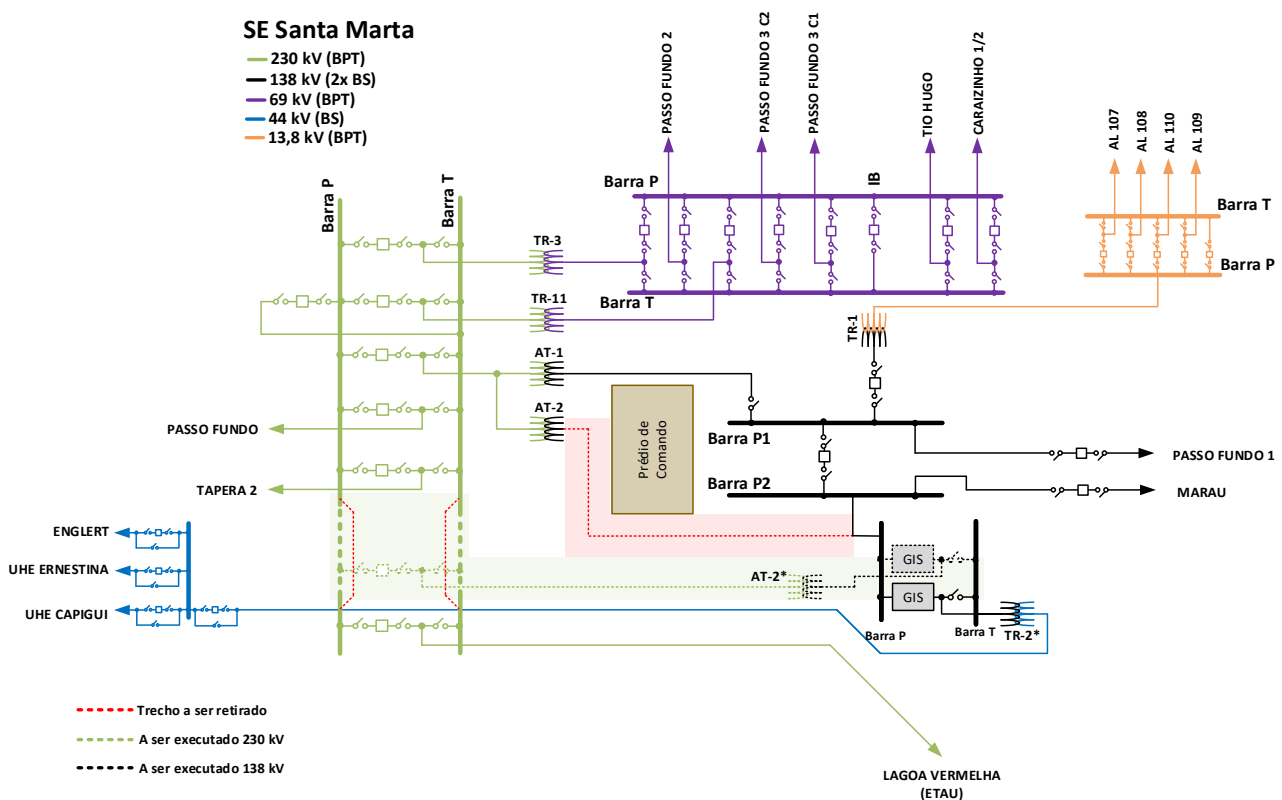 SE Santa Marta
230 kV (BPT)
138 kV (2x BS)
69 kV (BPT)
44 kV (BS)
13,8 kV (BPT)
PASSO FUNDO 2
PASSO FUNDO 3 C2
PASSO FUNDO 3 C1
TIO HUGO
CARAIZINHO 1/2
AL 107
AL 108
AL 110
AL 109
Barra P
Barra T
Barra P
IB
Barra T
Barra T
Barra P
TR-3
TR-11
TR-1
AT-1
AT-2
Prédio de
Comando
Barra P1
Barra P2
PASSO FUNDO 1
MARAU
PASSO FUNDO
TAPERA 2
ENGLERT
UHE ERNESTINA
UHE CAPIGUI
AT-2*
GIS
GIS
Barra P
Barra T
TR-2*
Trecho a ser retirado
A ser executado 230 kV
A ser executado 138 kV
LAGOA VERMELHA
(ETAU)